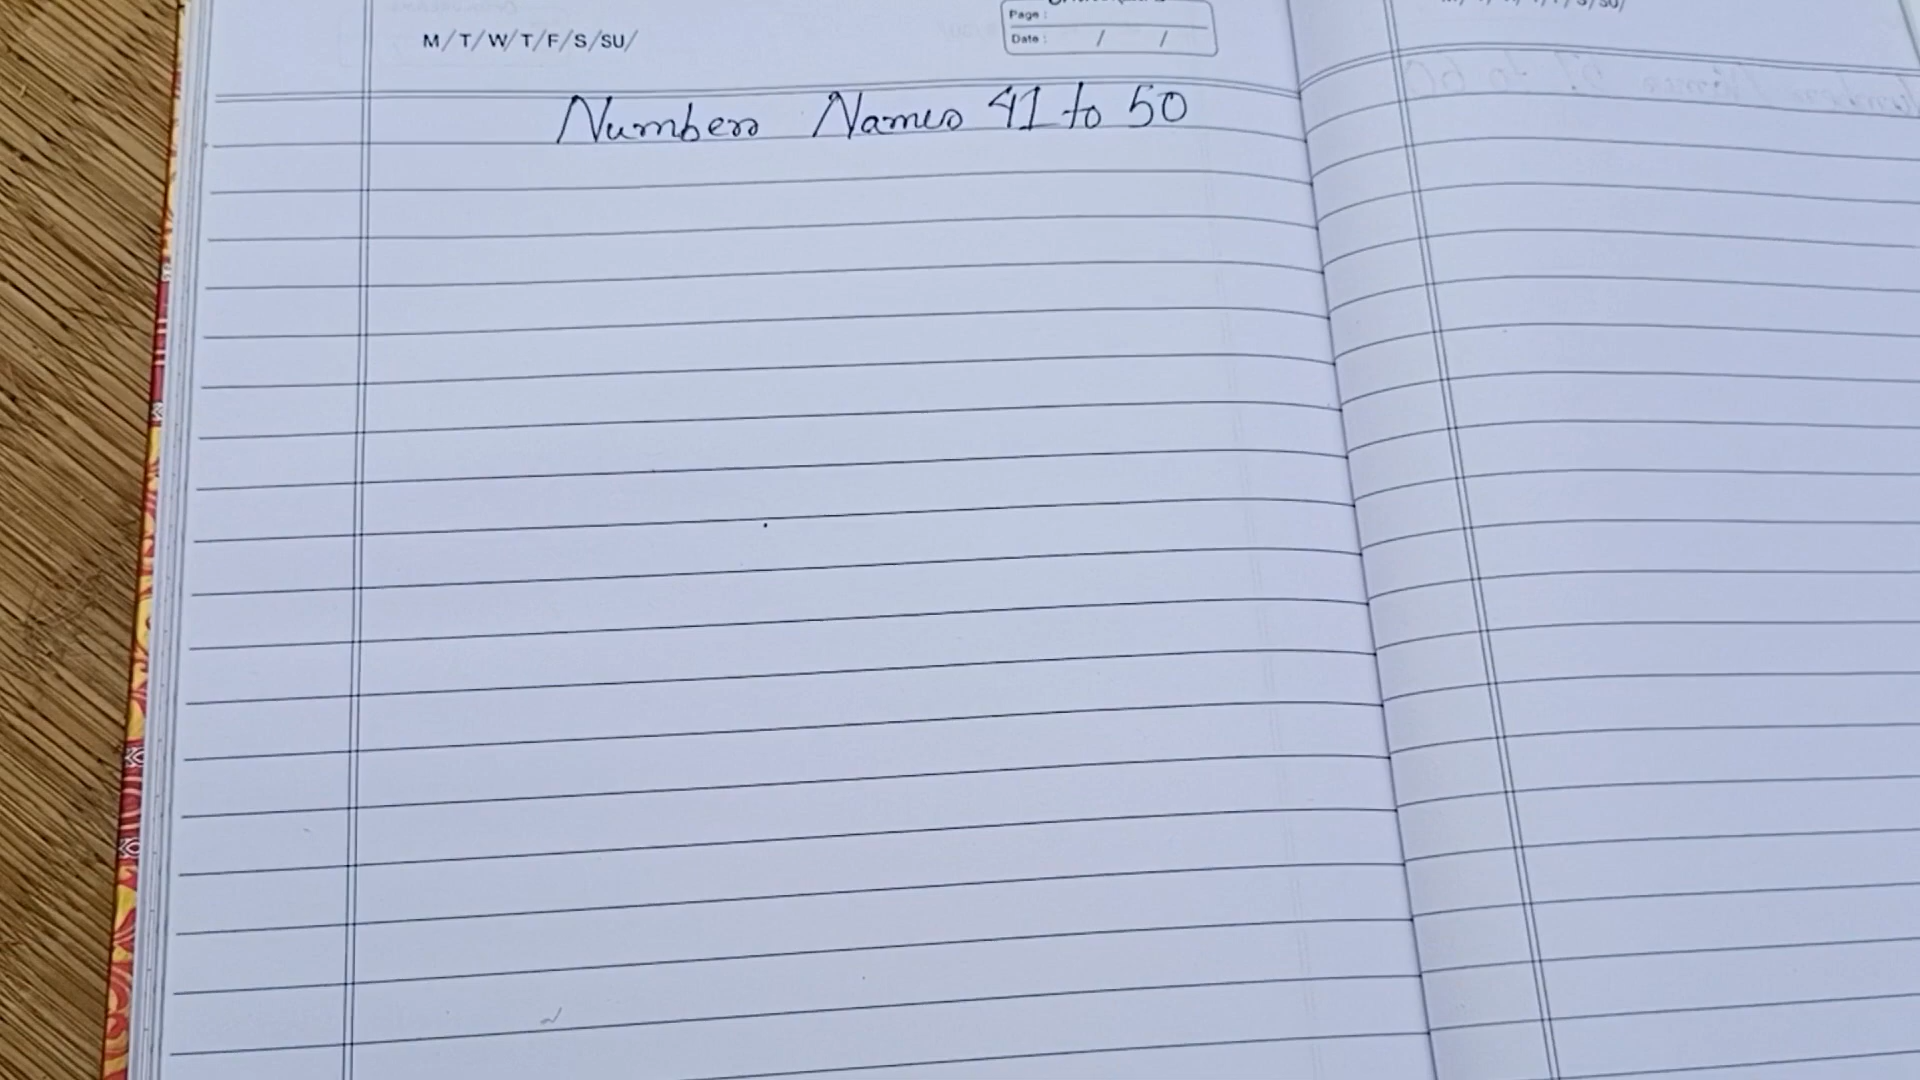 M/T/W/T/F/S/SU/
Page :
Date : / /
Numbers Names 41 to 50